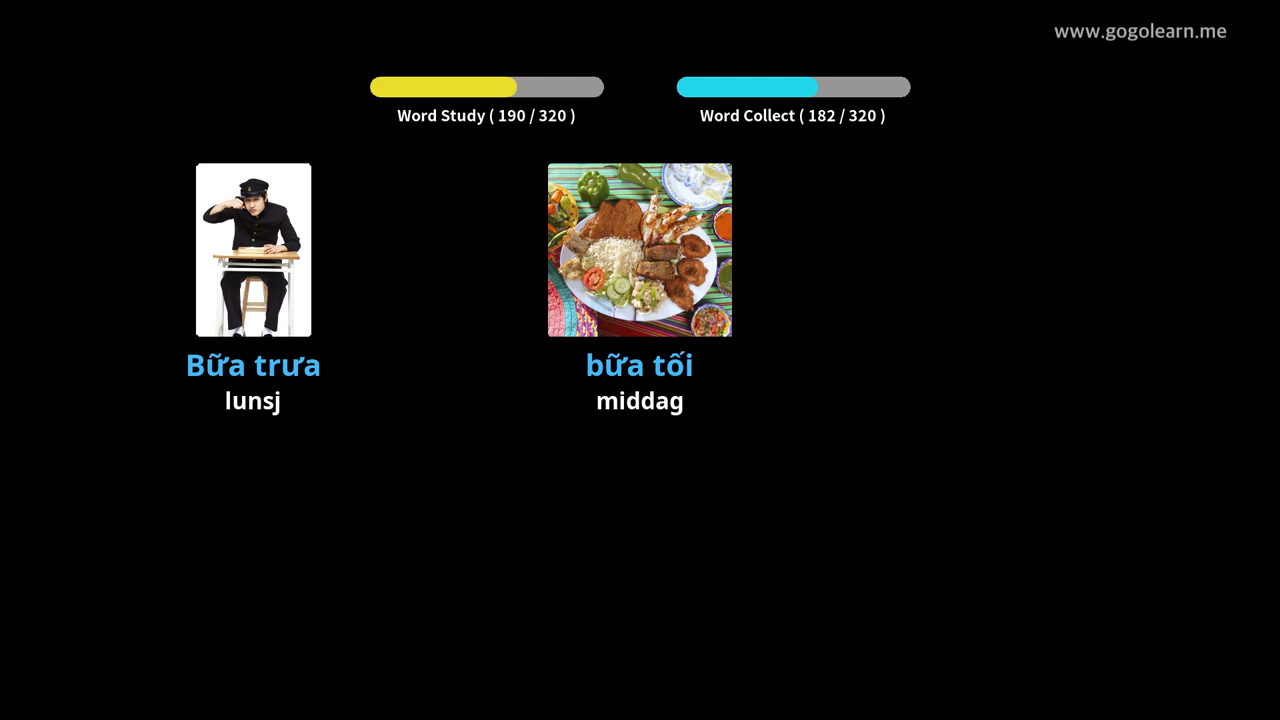 www.gogolearn.me
Word Study ( 190 / 320 )
Word Collect ( 182 / 320 )
Bữa trưa
lunsj
bữa tối
middag